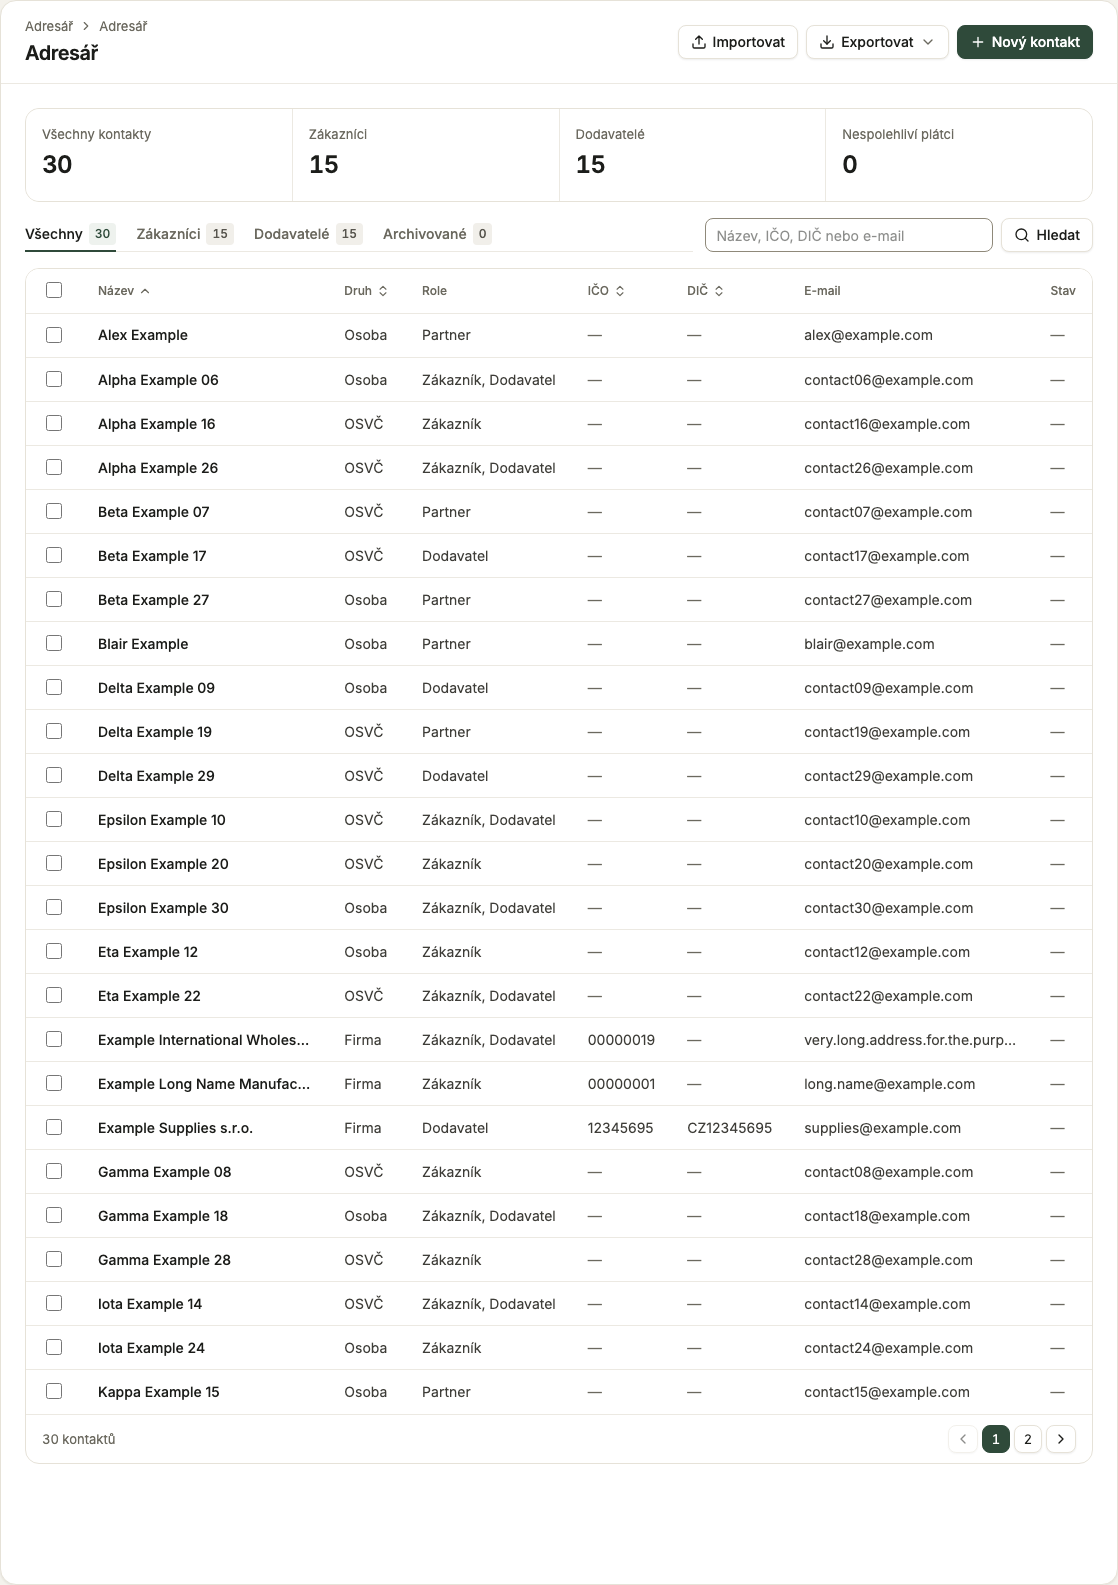 Adresář > Adresář
Adresář
Importovat Exportovat Nový kontakt
Všechny kontakty Zákazníci Dodavatelé Nespolehliví plátci
30 15 15 0
Všechny 30 Zákazníci 15 Dodavatelé 15 Archivované 0 Název, IČO, DIČ nebo e-mail Hledat
Název Druh Role IČO DIČ E-mail Stav
Alex Example Osoba Partner — — alex@example.com —
Alpha Example 06 Osoba Zákazník, Dodavatel — — contact06@example.com —
Alpha Example 16 OSVČ Zákazník — — contact16@example.com —
Alpha Example 26 OSVČ Zákazník, Dodavatel — — contact26@example.com —
Beta Example 07 OSVČ Partner — — contact07@example.com —
Beta Example 17 OSVČ Dodavatel — — contact17@example.com —
Beta Example 27 Osoba Partner — — contact27@example.com —
Blair Example Osoba Partner — — blair@example.com —
Delta Example 09 Osoba Dodavatel — — contact09@example.com —
Delta Example 19 OSVČ Partner — — contact19@example.com —
Delta Example 29 OSVČ Dodavatel — — contact29@example.com —
Epsilon Example 10 OSVČ Zákazník, Dodavatel — — contact10@example.com —
Epsilon Example 20 OSVČ Zákazník — — contact20@example.com —
Epsilon Example 30 Osoba Zákazník, Dodavatel — — contact30@example.com —
Eta Example 12 Osoba Zákazník — — contact12@example.com —
Eta Example 22 OSVČ Zákazník, Dodavatel — — contact22@example.com —
Example International Wholes... Firma Zákazník, Dodavatel 00000019 — very.long.address.for.the.purp... —
Example Long Name Manufac... Firma Zákazník 00000001 — long.name@example.com —
Example Supplies s.r.o. Firma Dodavatel 12345695 CZ12345695 supplies@example.com —
Gamma Example 08 OSVČ Zákazník — — contact08@example.com —
Gamma Example 18 Osoba Zákazník, Dodavatel — — contact18@example.com —
Gamma Example 28 OSVČ Zákazník — — contact28@example.com —
Iota Example 14 OSVČ Zákazník, Dodavatel — — contact14@example.com —
Iota Example 24 Osoba Zákazník — — contact24@example.com —
Kappa Example 15 Osoba Partner — — contact15@example.com —
30 kontaktů 1 2